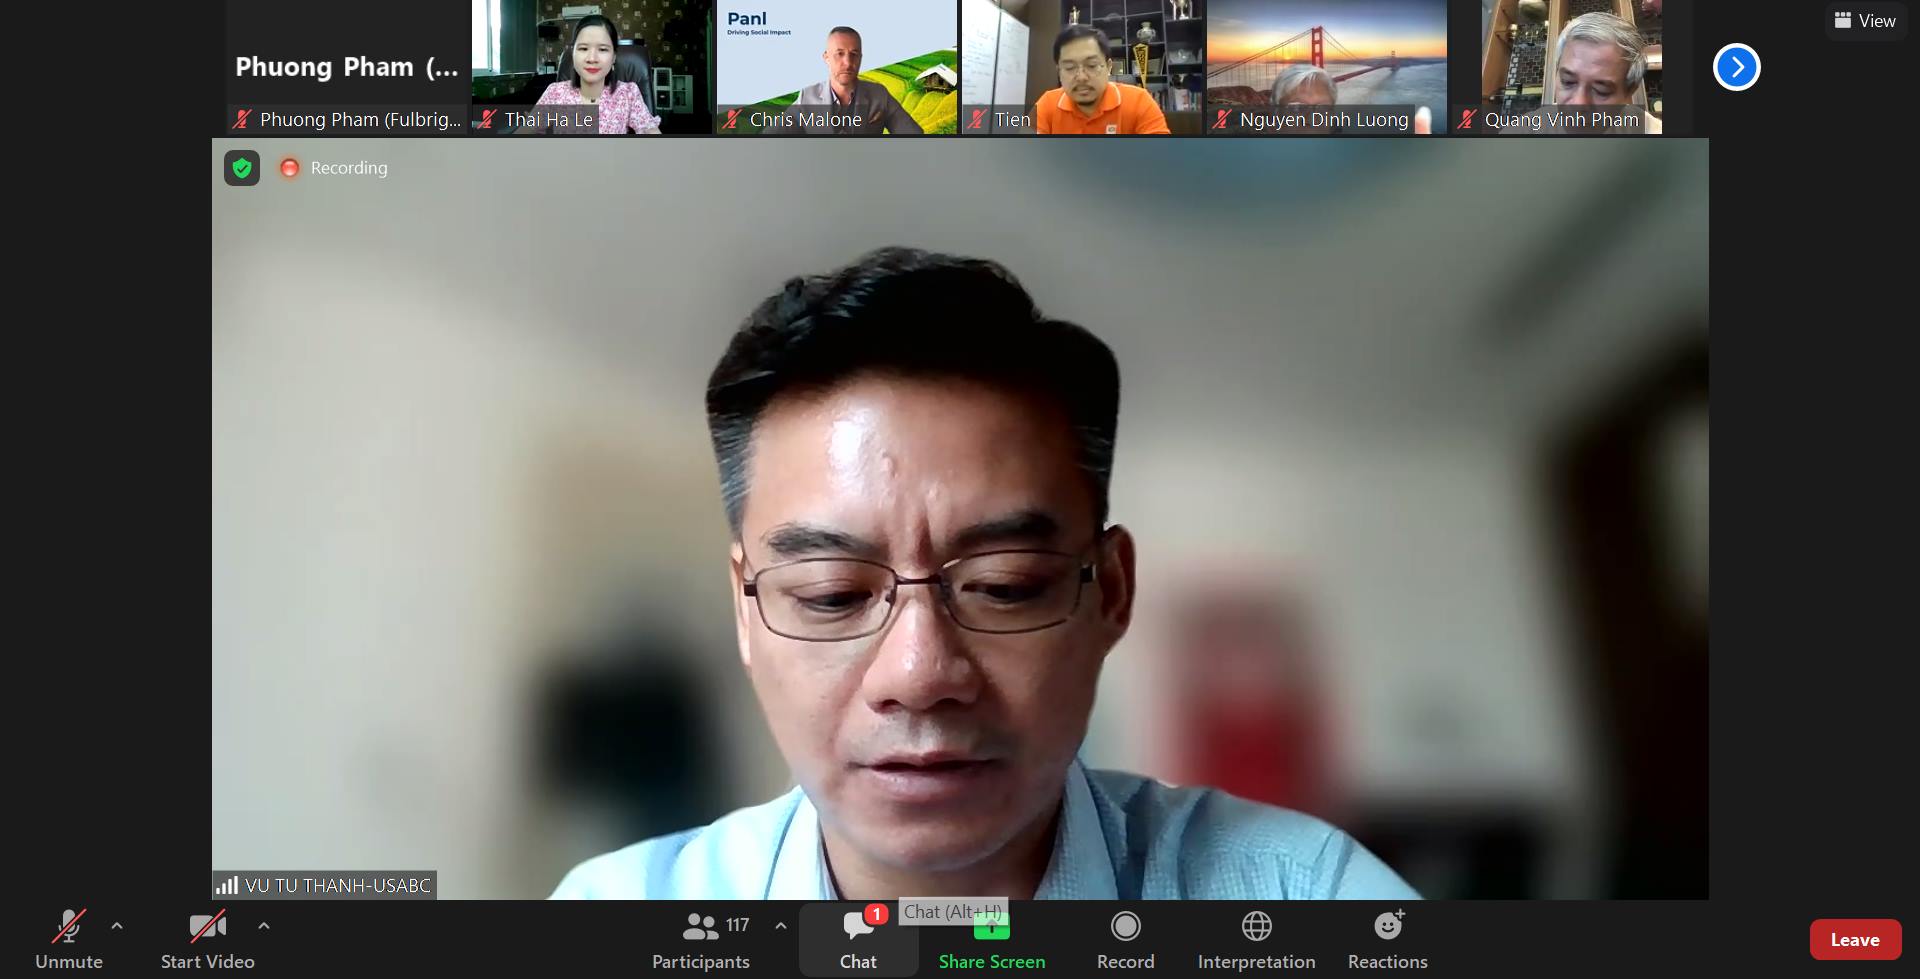 View
Phuong Pham (...
Phuong Pham (Fulbrig...
Thai Ha Le
Panl
Driving Social Impact
Chris Malone
Tien
Nguyen Dinh Luong
Quang Vinh Pham
Recording
VU TU THANH-USABC
Unmute
Start Video
117
Participants
1
Chat
Chat (Alt+H)
Share Screen
Record
Interpretation
Reactions
Leave